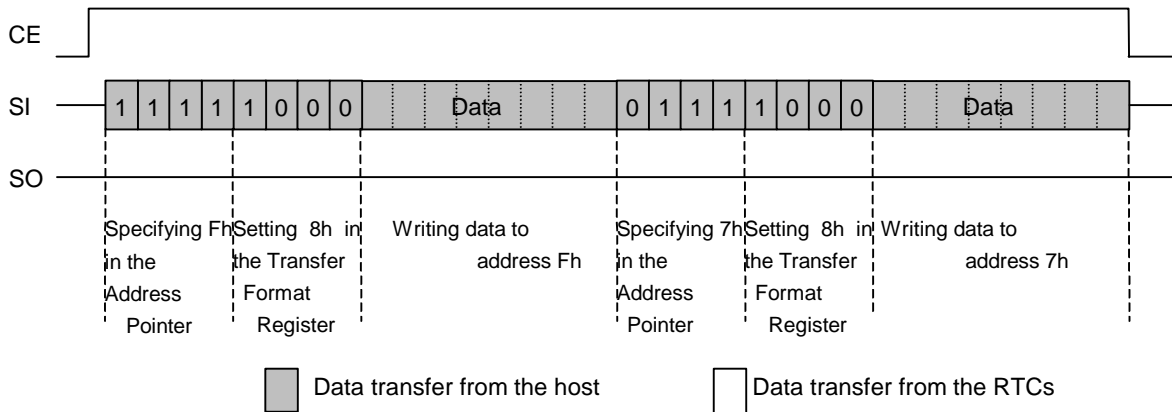 CE
SI 1 1 1 1 1 0 0 0 Data 0 1 1 1 1 0 0 0 Data
SO
Specifying Fh Setting 8h in Writing data to Specifying 7h Setting 8h in Writing data to
in the the Transfer address Fh in the the Transfer address 7h
Address Format Address Format
Pointer Register Pointer Register
Data transfer from the host Data transfer from the RTCs